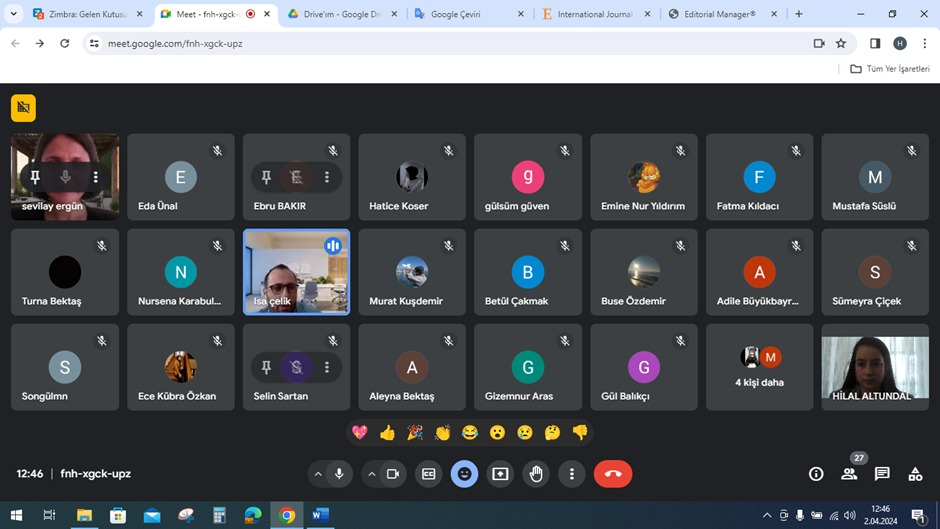 Zimbra: Gelen Kutusu
Meet - fnh-xgck-
Drive'ım - Google Dri
Google Çeviri
International Journal
Editorial Manager®
meet.google.com/fnh-xgck-upz
H
Tüm Yer İşaretleri
sevilay ergün
E
Eda Ünal
E
Ebru BAKIR
Hatice Koser
g
gülsüm güven
Emine Nur Yıldırım
F
Fatma Kıldacı
M
Mustafa Süslü
Turna Bektaş
N
Nursena Karabul...
Isa çelik
Murat Kuşdemir
B
Betül Çakmak
Buse Özdemir
A
Adile Büyükbayr...
S
Sümeyra Çiçek
S
Songülmn
Ece Kübra Özkan
S
Selin Sartan
A
Aleyna Bektaş
G
Gizemnur Aras
G
Gül Balıkçı
M
4 kişi daha
HİLAL ALTUNDAL
12:46 | fnh-xgck-upz
27
12:46
2.04.2024
1